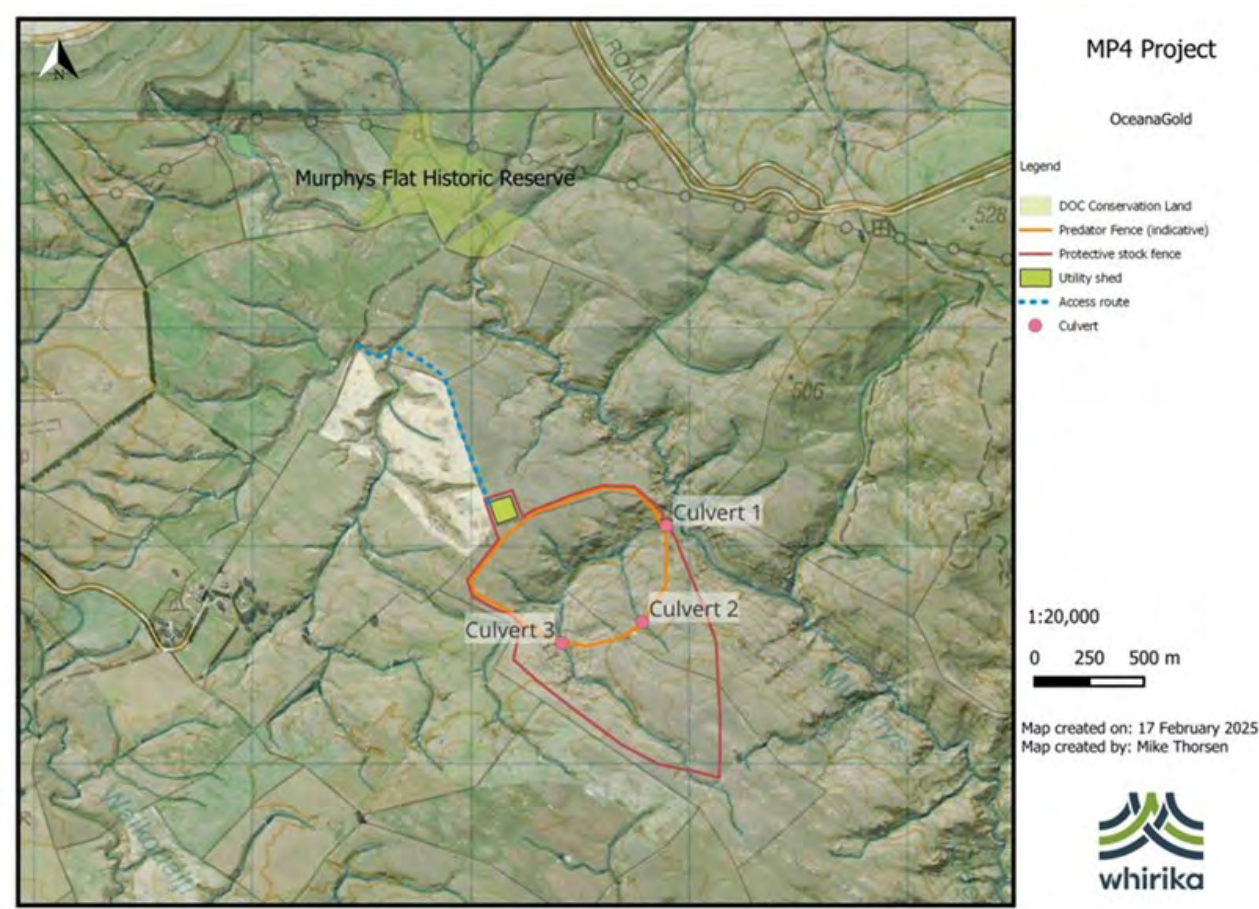 MP4 Project
OceanaGold
Legend
DOC Conservation Land
Predator Fence (indicative)
Protective stock fence
Utility shed
Access route
Culvert
1:20,000
0 250 500 m
Map created on: 17 February 2025
Map created by: Mike Thorsen
whirika
N
ROAD
Murphys Flat Historic Reserve
528
506
Culvert 1
Culvert 2
Culvert 3